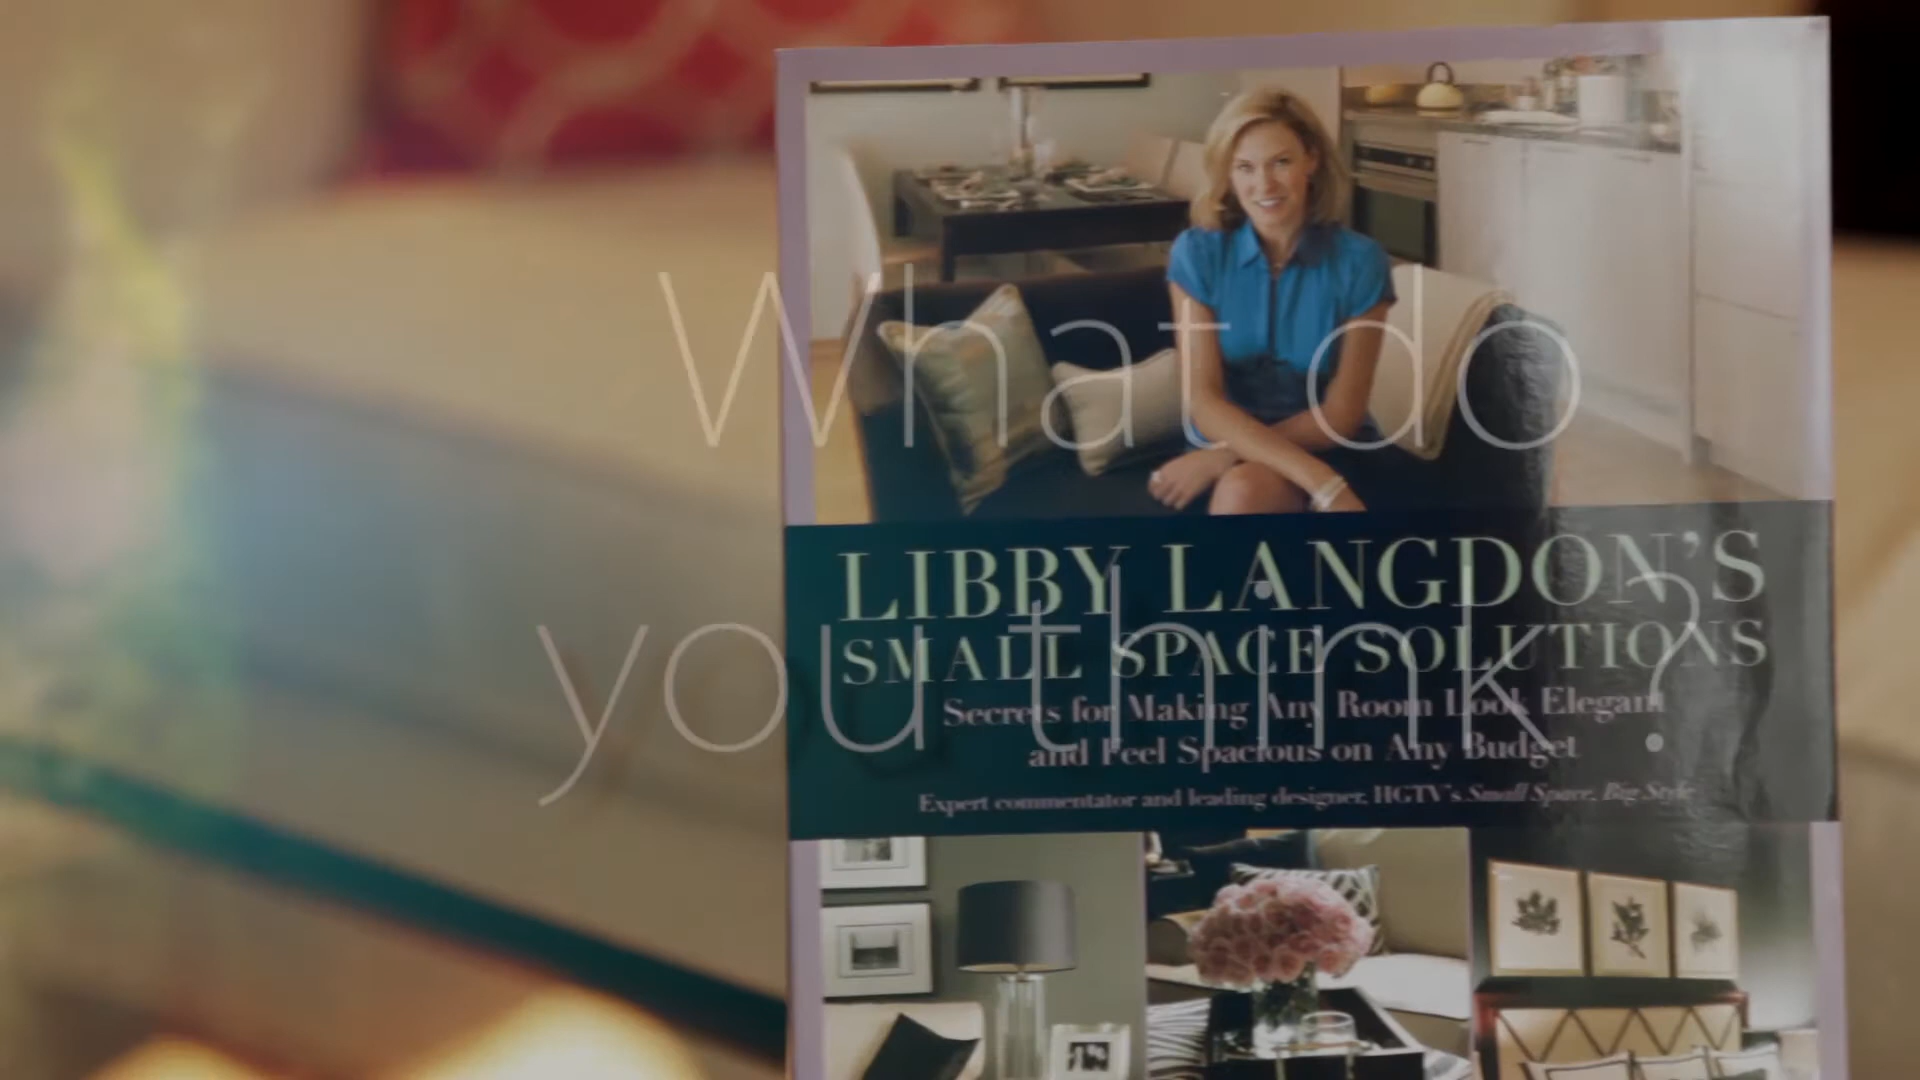 What do
you think?
LIBBY LANGDON'S
SMALL SPACE SOLUTIONS
Secrets for Making Any Room Look Elegant
and Feel Spacious on Any Budget
Expert commentator and leading designer, HGTV's Small Space, Big Style